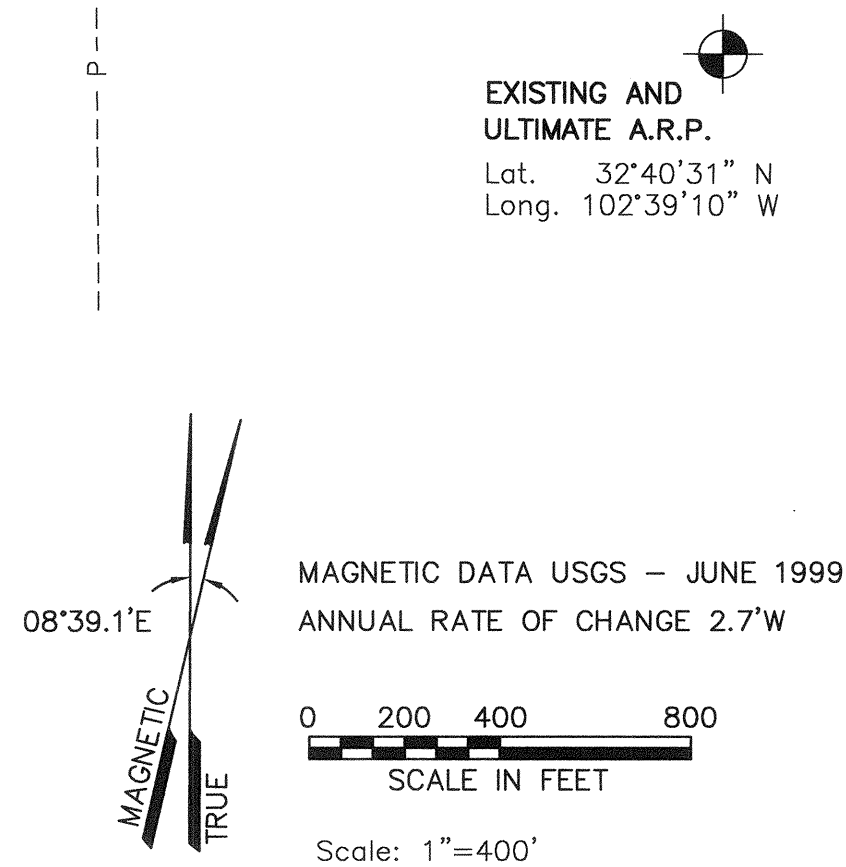 P
EXISTING AND
ULTIMATE A.R.P.
Lat. 32°40'31" N
Long. 102°39'10" W
MAGNETIC DATA USGS – JUNE 1999
08°39.1'E
ANNUAL RATE OF CHANGE 2.7'W
MAGNETIC
TRUE
0 200 400 800
SCALE IN FEET
Scale: 1"=400'